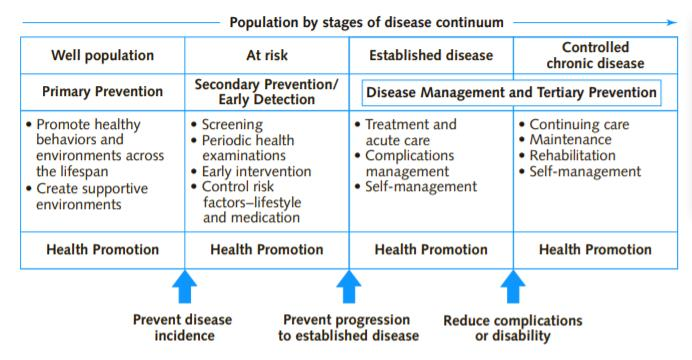 Population by stages of disease continuum
Well population
At risk
Established disease
Controlled
chronic disease
Primary Prevention
Secondary Prevention/
Early Detection
Disease Management and Tertiary Prevention
• Promote healthy
behaviors and
environments across
the lifespan
• Create supportive
environments
• Screening
• Periodic health
examinations
• Early intervention
• Control risk
factors–lifestyle
and medication
• Treatment and
acute care
• Complications
management
• Self-management
• Continuing care
• Maintenance
• Rehabilitation
• Self-management
Health Promotion
Health Promotion
Health Promotion
Health Promotion
Prevent disease
incidence
Prevent progression
to established disease
Reduce complications
or disability